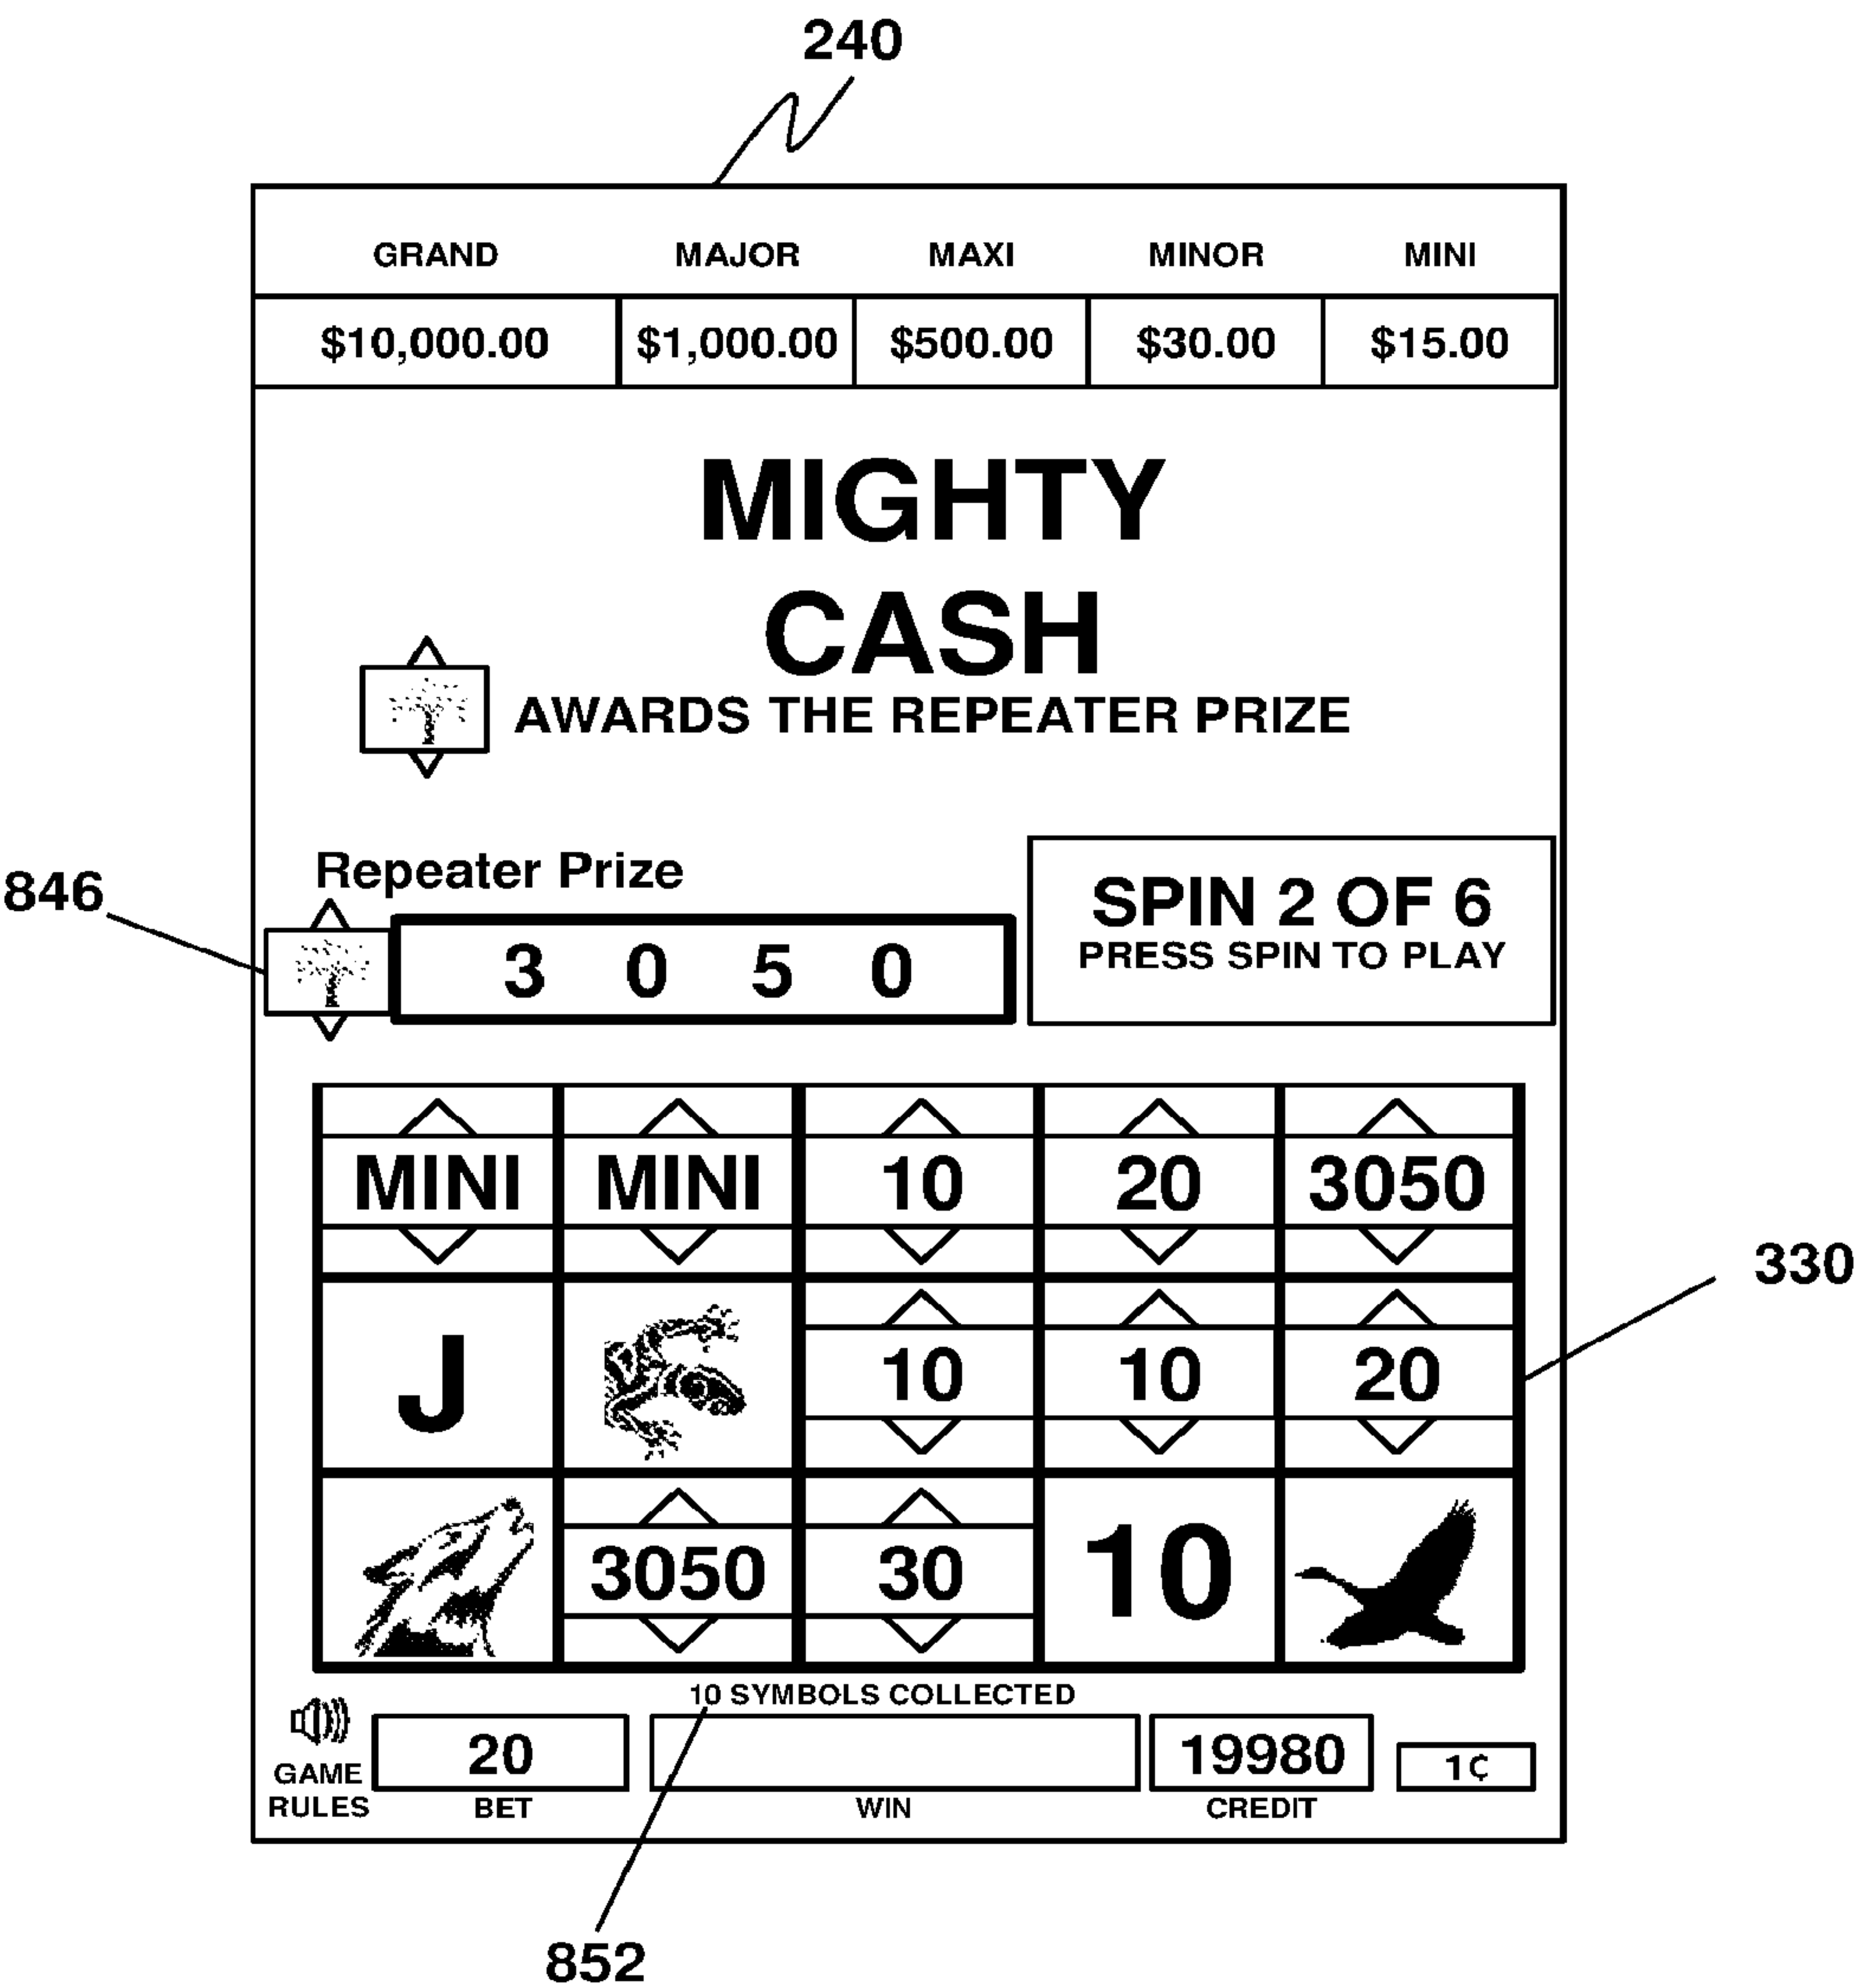 240
GRAND MAJOR MAXI MINOR MINI
$10,000.00 $1,000.00 $500.00 $30.00 $15.00
MIGHTY
CASH
AWARDS THE REPEATER PRIZE
846
Repeater Prize
3 0 5 0
SPIN 2 OF 6
PRESS SPIN TO PLAY
MINI MINI 10 20 3050
330
J 10 10 20
3050 30 10
10 SYMBOLS COLLECTED
GAME
RULES
20
BET
WIN
19980
CREDIT
1¢
852